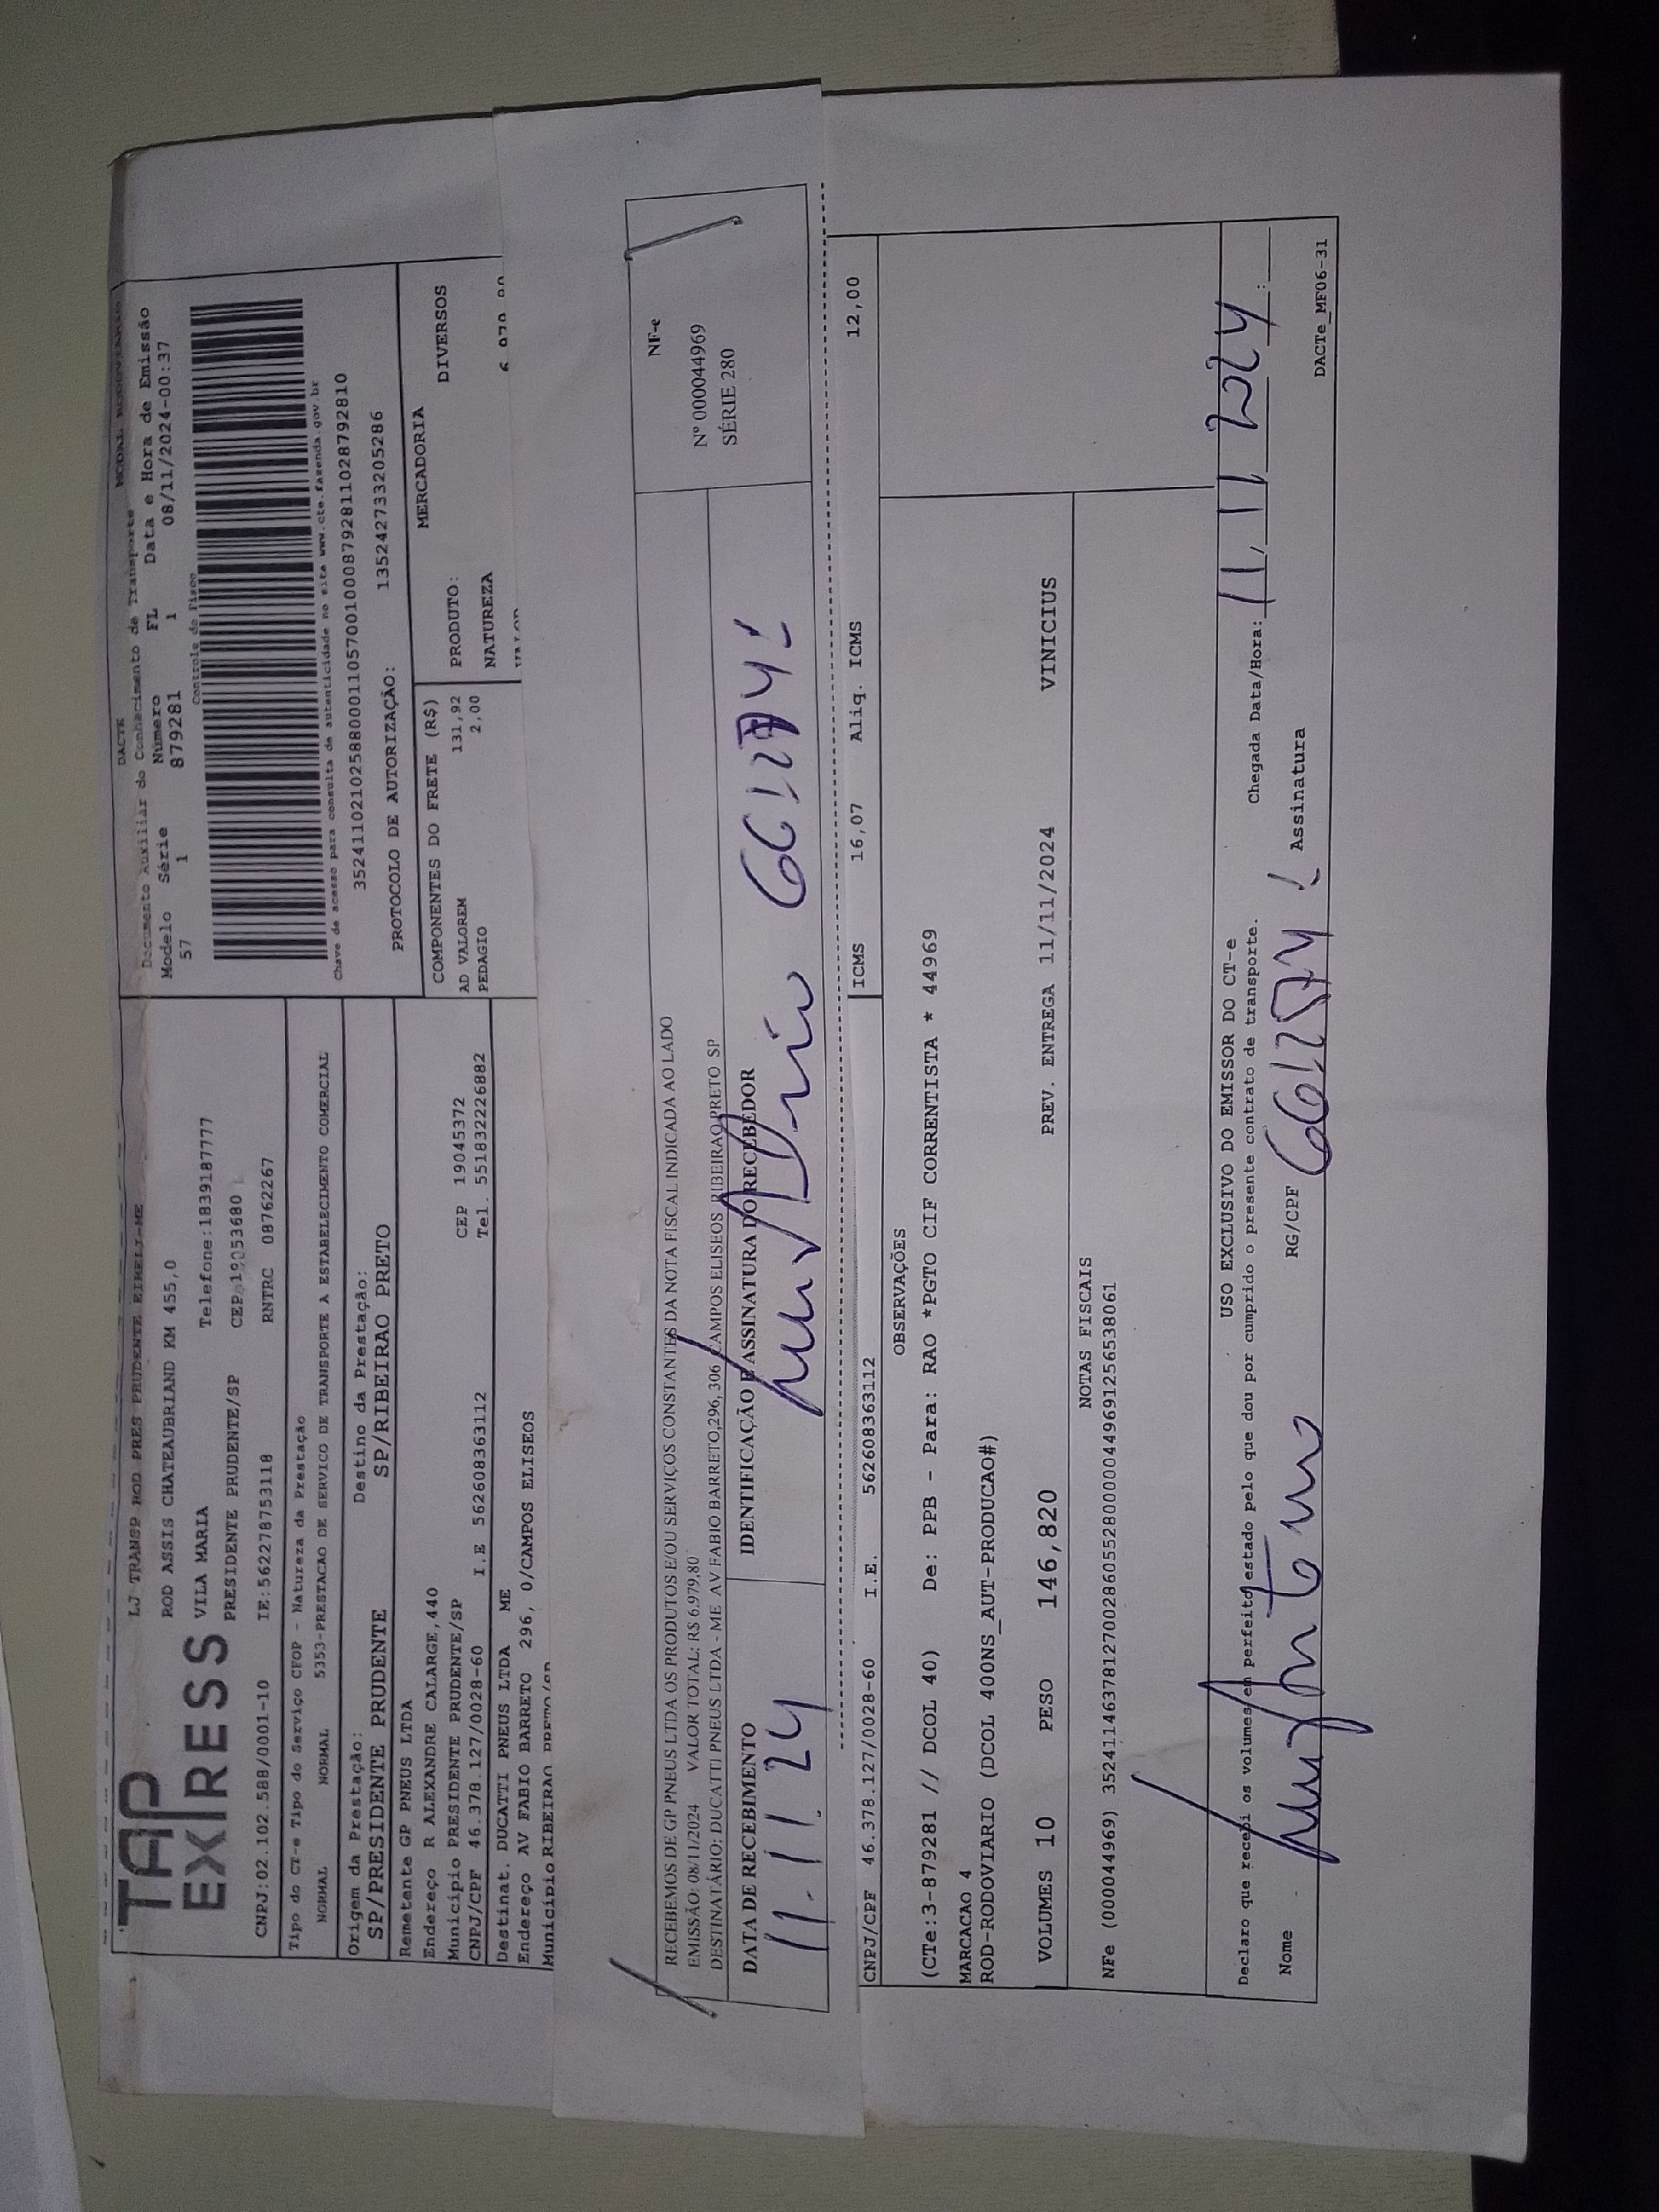 TAP
EXPRESS
LJ TRANSP ROD PRES PRUDENTE EIRELI-ME
ROD ASSIS CHATEAUBRIAND KM 455,0
VILA MARIA Telefone:1839187777
PRESIDENTE PRUDENTE/SP CEP 19053680
CNPJ:02.102.588/0001-10 IE:562278753118 RNTRC 08762267
DACTE MODAL RODOVIARIO
Documento Auxiliar do Conhecimento de Transporte
Modelo Série Número FL Data e Hora de Emissão
57 1 879281 1 08/11/2024-00:37
Controle do Fisco
Chave de acesso para consulta de autenticidade no site www.cte.fazenda.gov.br
35241102102588000110570010008792811028792810
PROTOCOLO DE AUTORIZAÇÃO: 135242733205286
Tipo do CT-e Tipo do Serviço CFOP - Natureza da Prestação
NORMAL NORMAL 5353-PRESTACAO DE SERVICO DE TRANSPORTE A ESTABELECIMENTO COMERCIAL
Origem da Prestação: Destino da Prestação:
SP/PRESIDENTE PRUDENTE SP/RIBEIRAO PRETO
Remetente GP PNEUS LTDA
Endereço R ALEXANDRE CALARGE,440
Município PRESIDENTE PRUDENTE/SP CEP 19045372
CNPJ/CPF 46.378.127/0028-60 I.E 562608363112 Tel. 551832226882
COMPONENTES DO FRETE (R$) MERCADORIA
AD VALOREM 131,92 PRODUTO: DIVERSOS
PEDAGIO 2,00 NATUREZA
Destinat. DUCATTI PNEUS LTDA ME
Endereço AV FABIO BARRETO 296, 0/CAMPOS ELISEOS
Município RIBEIRAO PRETO/SP
RECEBEMOS DE GP PNEUS LTDA OS PRODUTOS E/OU SERVIÇOS CONSTANTES DA NOTA FISCAL INDICADA AO LADO
EMISSÃO: 08/11/2024 VALOR TOTAL: R$ 6.979,80
DESTINATÁRIO: DUCATTI PNEUS LTDA - ME AV FABIO BARRETO,296, 306 CAMPOS ELISEOS RIBEIRAO PRETO SP
NF-e
Nº 000044969
SÉRIE 280
DATA DE RECEBIMENTO IDENTIFICAÇÃO E ASSINATURA DO RECEBEDOR
11.11.24
CNPJ/CPF 46.378.127/0028-60 I.E. 562608363112 ICMS 16,07 Aliq. ICMS 12,00
OBSERVAÇÕES
(CTe:3-879281 // DCOL 40) De: PPB - Para: RAO *PGTO CIF CORRENTISTA * 44969
MARCACAO 4
ROD-RODOVIARIO (DCOL 400NS_AUT-PRODUCAO#)
VOLUMES 10 PESO 146,820 PREV. ENTREGA 11/11/2024 VINICIUS
NOTAS FISCAIS
NFe (000044969) 35241146378127002860552800000449691256538061
USO EXCLUSIVO DO EMISSOR DO CT-e
Declaro que recebi os volumes em perfeito estado pelo que dou por cumprido o presente contrato de transporte. Chegada Data/Hora: 11,11 2024 :
Nome RG/CPF Assinatura
DACTe_MF06-31